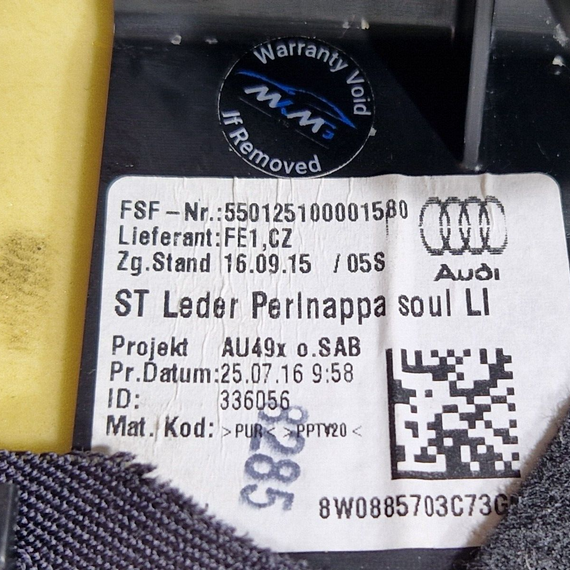 Warranty Void
MKM3
If Removed
FSF-Nr.:550125100001580
Lieferant:FE1,CZ
Zg.Stand 16.09.15 /05S
Audi
ST Leder Perlnappa soul LI
Projekt AU49x o.SAB
Pr.Datum:25.07.16 9:58
ID: 336056
Mat. Kod: >PUR< >PPTV20<
8285
8W0885703C73G